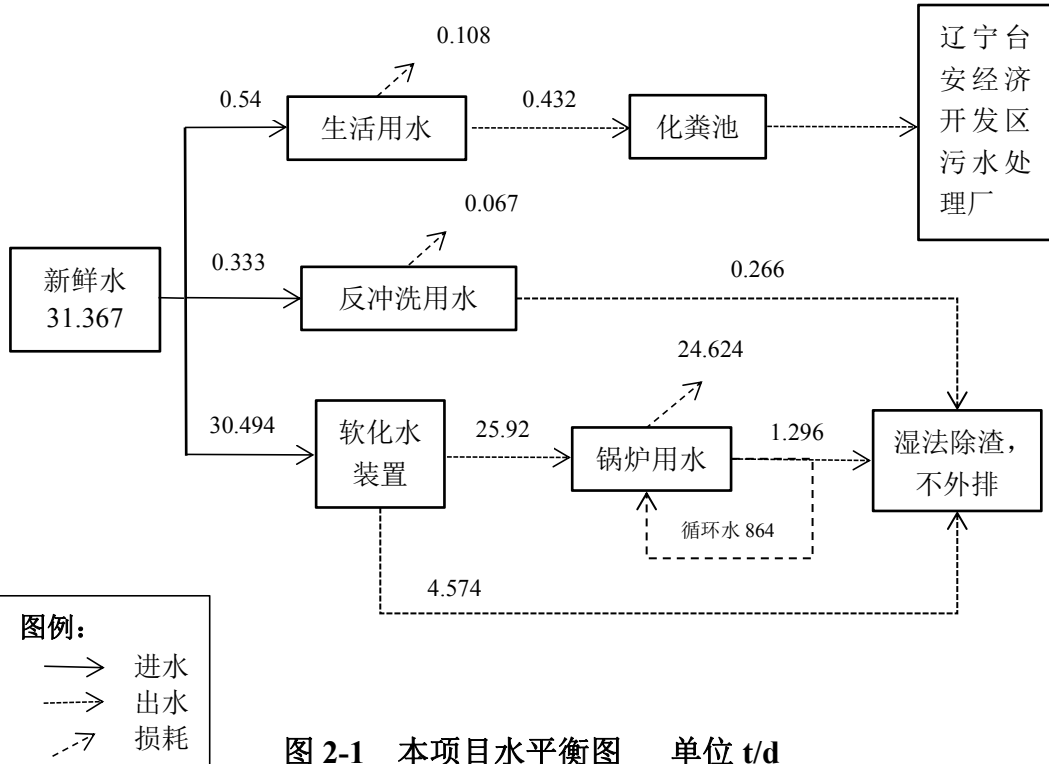 0.108
辽宁台
安经济
开发区
污水处
理厂
0.54
生活用水
0.432
化粪池
0.067
新鲜水
31.367
0.333
反冲洗用水
0.266
24.624
30.494
软化水
装置
25.92
锅炉用水
1.296
湿法除渣，
不外排
循环水 864
4.574
图例：
进水
出水
损耗
图 2-1 本项目水平衡图 单位 t/d